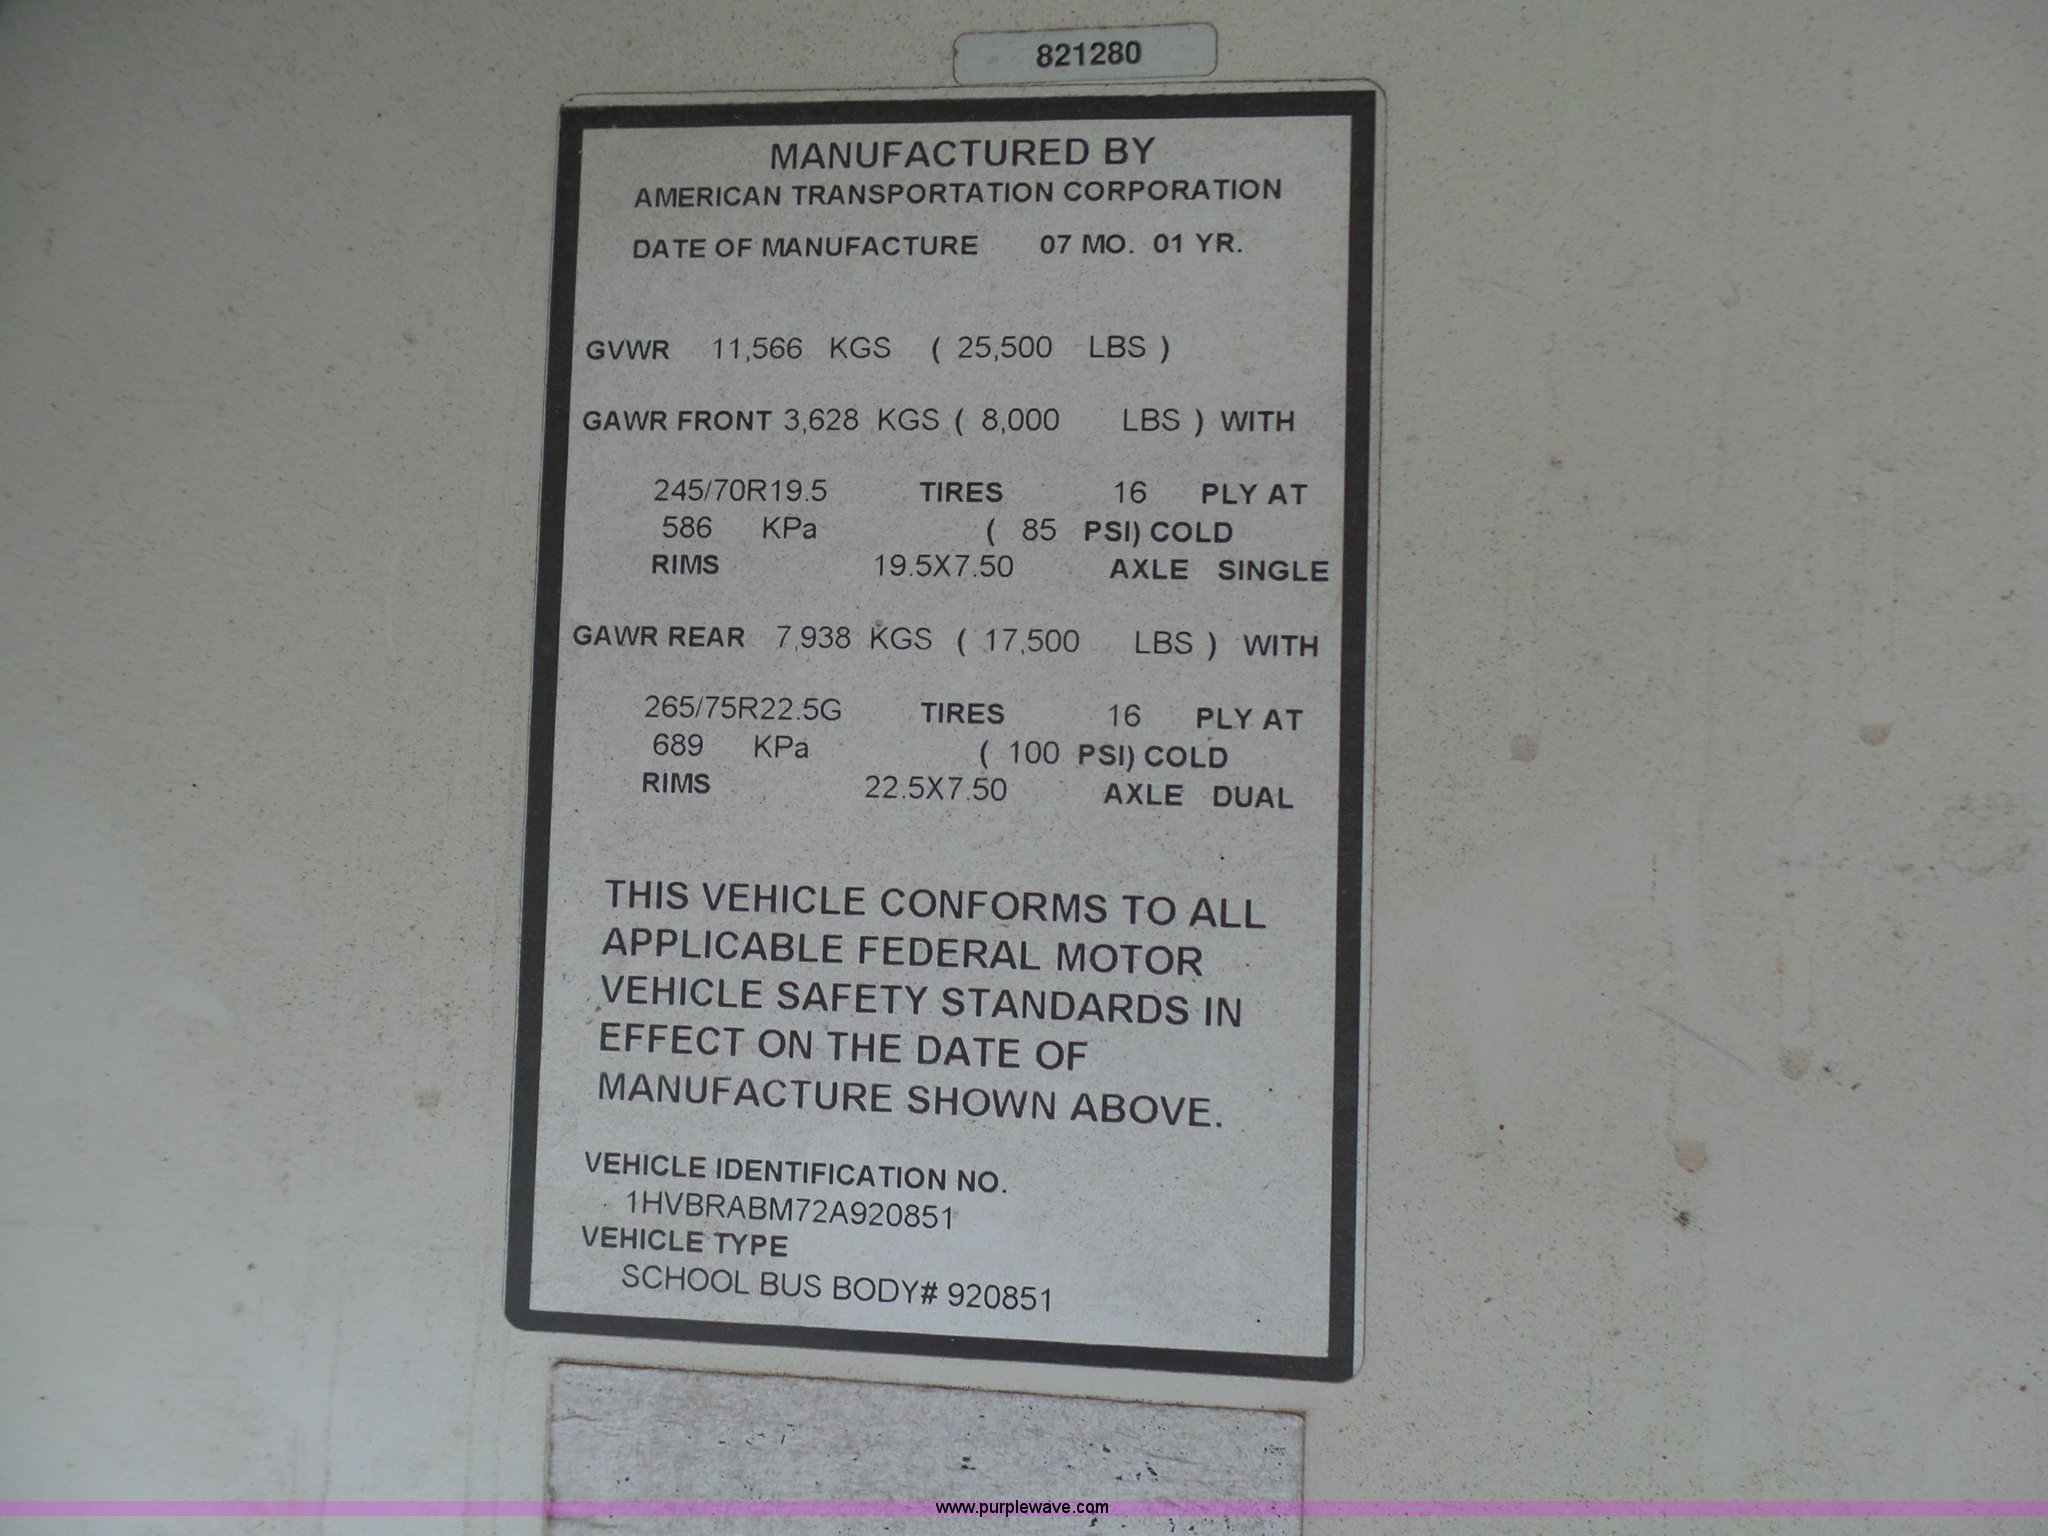 821280
MANUFACTURED BY
AMERICAN TRANSPORTATION CORPORATION
DATE OF MANUFACTURE 07 MO. 01 YR.
GVWR 11,566 KGS ( 25,500 LBS )
GAWR FRONT 3,628 KGS ( 8,000 LBS ) WITH
245/70R19.5 TIRES 16 PLY AT
586 KPa ( 85 PSI) COLD
RIMS 19.5X7.50 AXLE SINGLE
GAWR REAR 7,938 KGS ( 17,500 LBS ) WITH
265/75R22.5G TIRES 16 PLY AT
689 KPa ( 100 PSI) COLD
RIMS 22.5X7.50 AXLE DUAL
THIS VEHICLE CONFORMS TO ALL
APPLICABLE FEDERAL MOTOR
VEHICLE SAFETY STANDARDS IN
EFFECT ON THE DATE OF
MANUFACTURE SHOWN ABOVE.
VEHICLE IDENTIFICATION NO.
1HVBRABM72A920851
VEHICLE TYPE
SCHOOL BUS BODY# 920851
www.purplewave.com